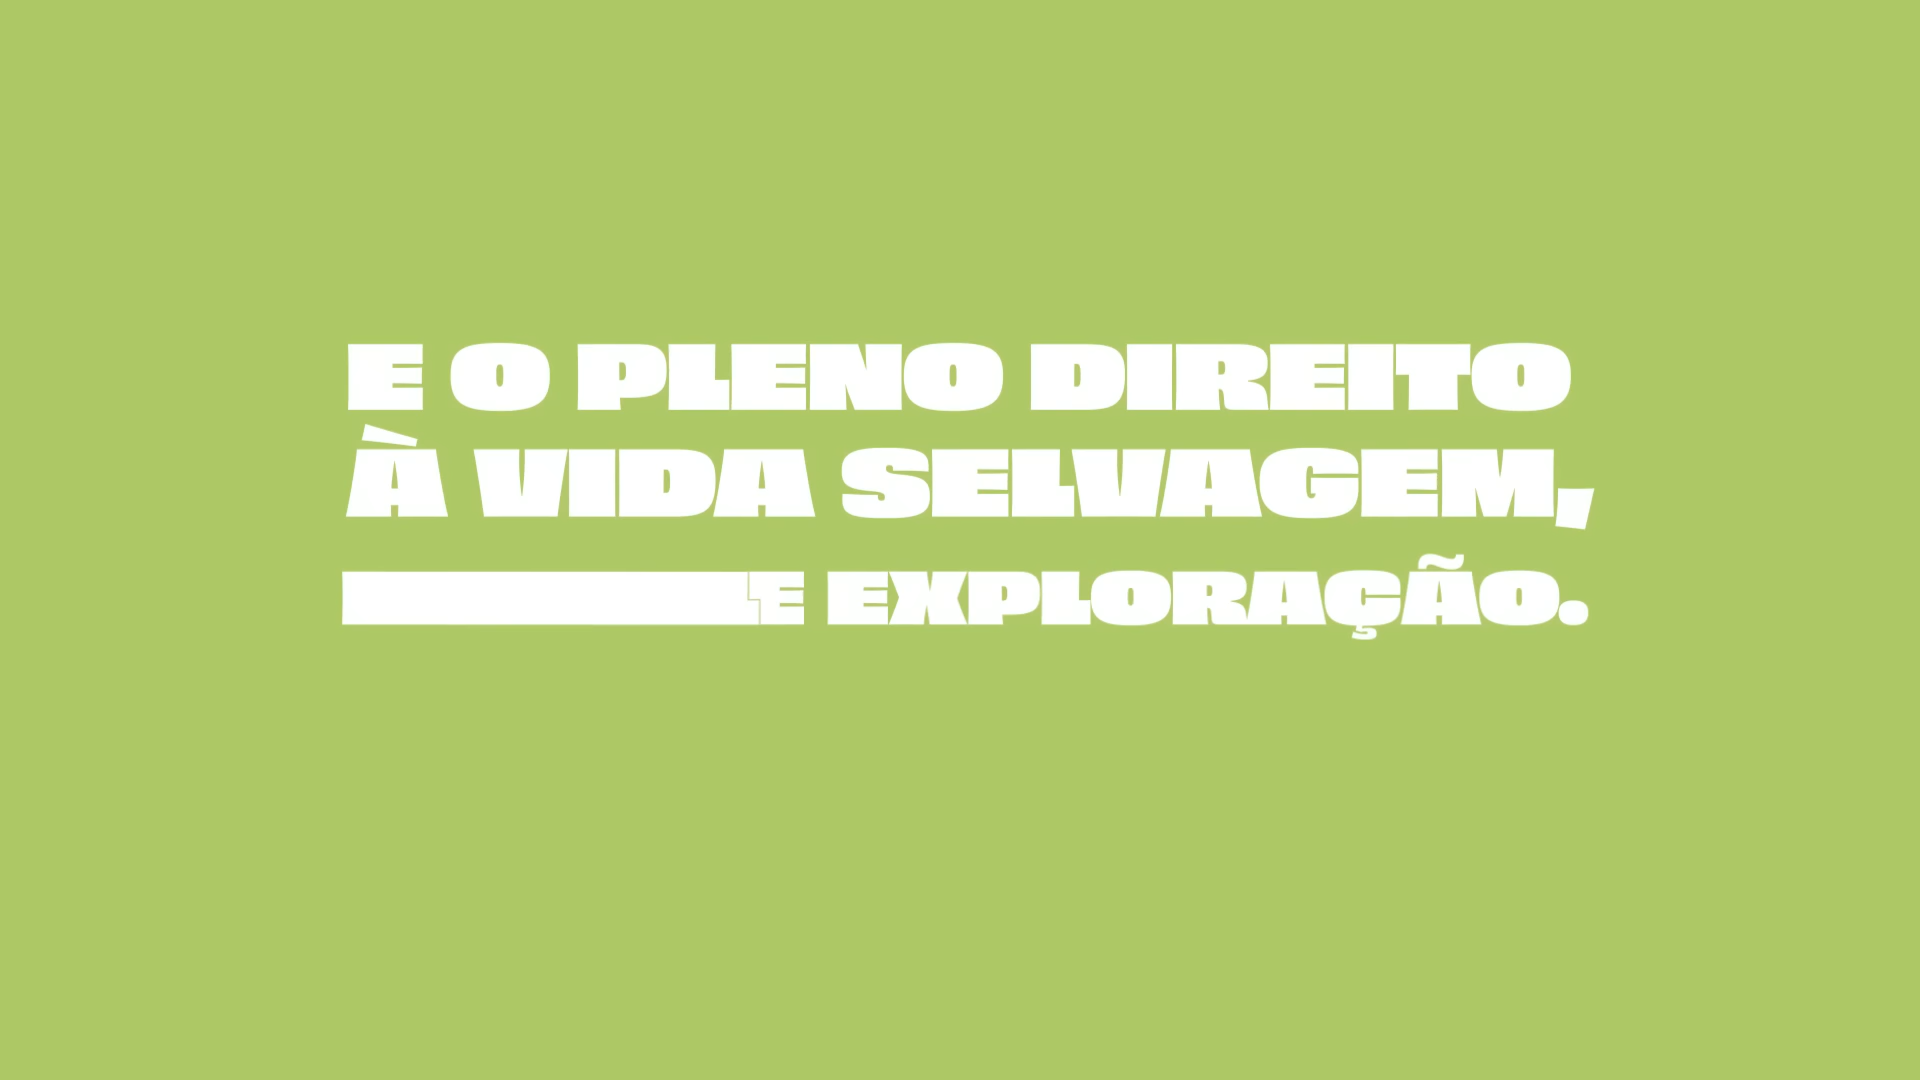 E O PLENO DIREITO
À VIDA SELVAGEM,
E EXPLORAÇÃO.